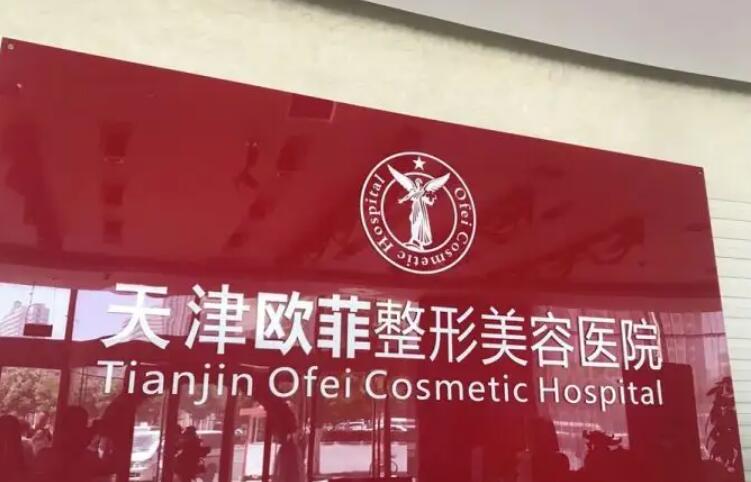 Ofei Cosmetic Hospital
天津欧菲整形美容医院
Tianjin Ofei Cosmetic Hospital